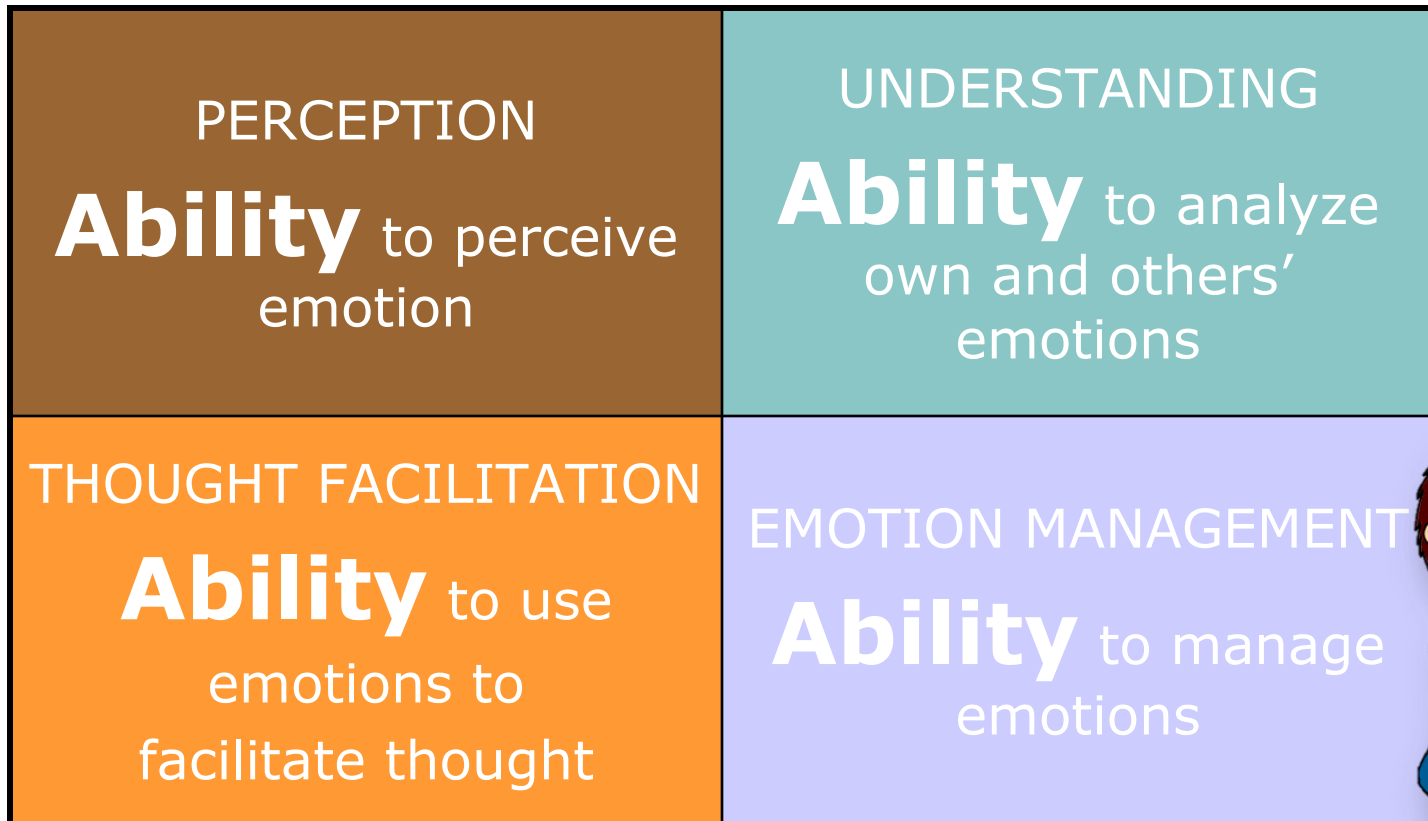 PERCEPTION
Ability to perceive
emotion
UNDERSTANDING
Ability to analyze
own and others’
emotions
THOUGHT FACILITATION
Ability to use
emotions to
facilitate thought
EMOTION MANAGEMENT
Ability to manage
emotions